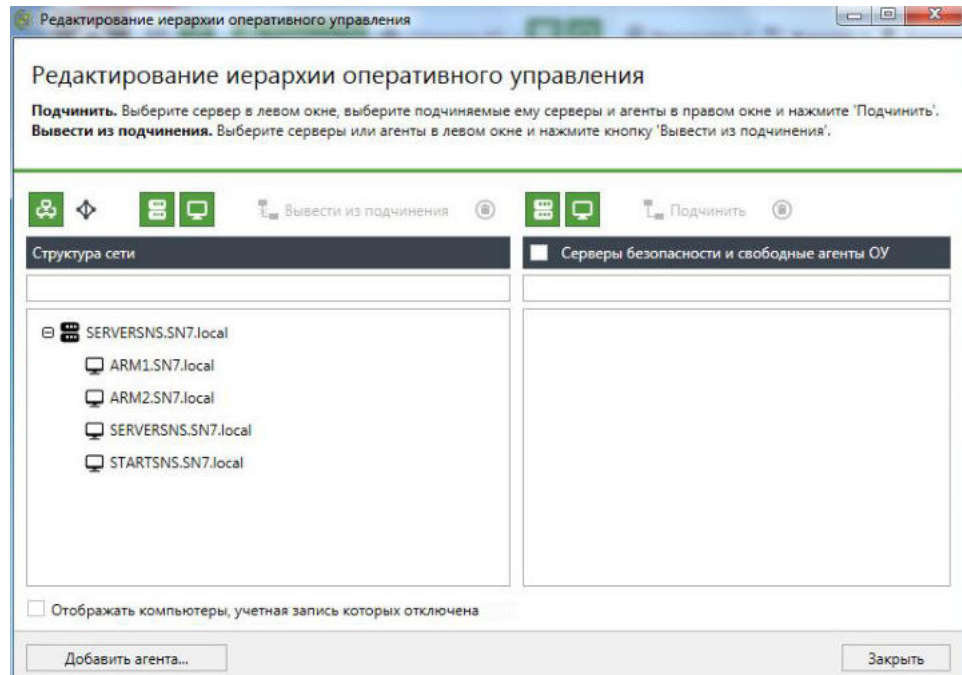 Редактирование иерархии оперативного управления
Редактирование иерархии оперативного управления
Подчинить. Выберите сервер в левом окне, выберите подчиняемые ему серверы и агенты в правом окне и нажмите 'Подчинить'.
Вывести из подчинения. Выберите серверы или агенты в левом окне и нажмите кнопку 'Вывести из подчинения'.
Вывести из подчинения
Подчинить
Структура сети
Серверы безопасности и свободные агенты ОУ
SERVERSNS.SN7.local
ARM1.SN7.local
ARM2.SN7.local
SERVERSNS.SN7.local
STARTSNS.SN7.local
Отображать компьютеры, учетная запись которых отключена
Добавить агента...
Закрыть